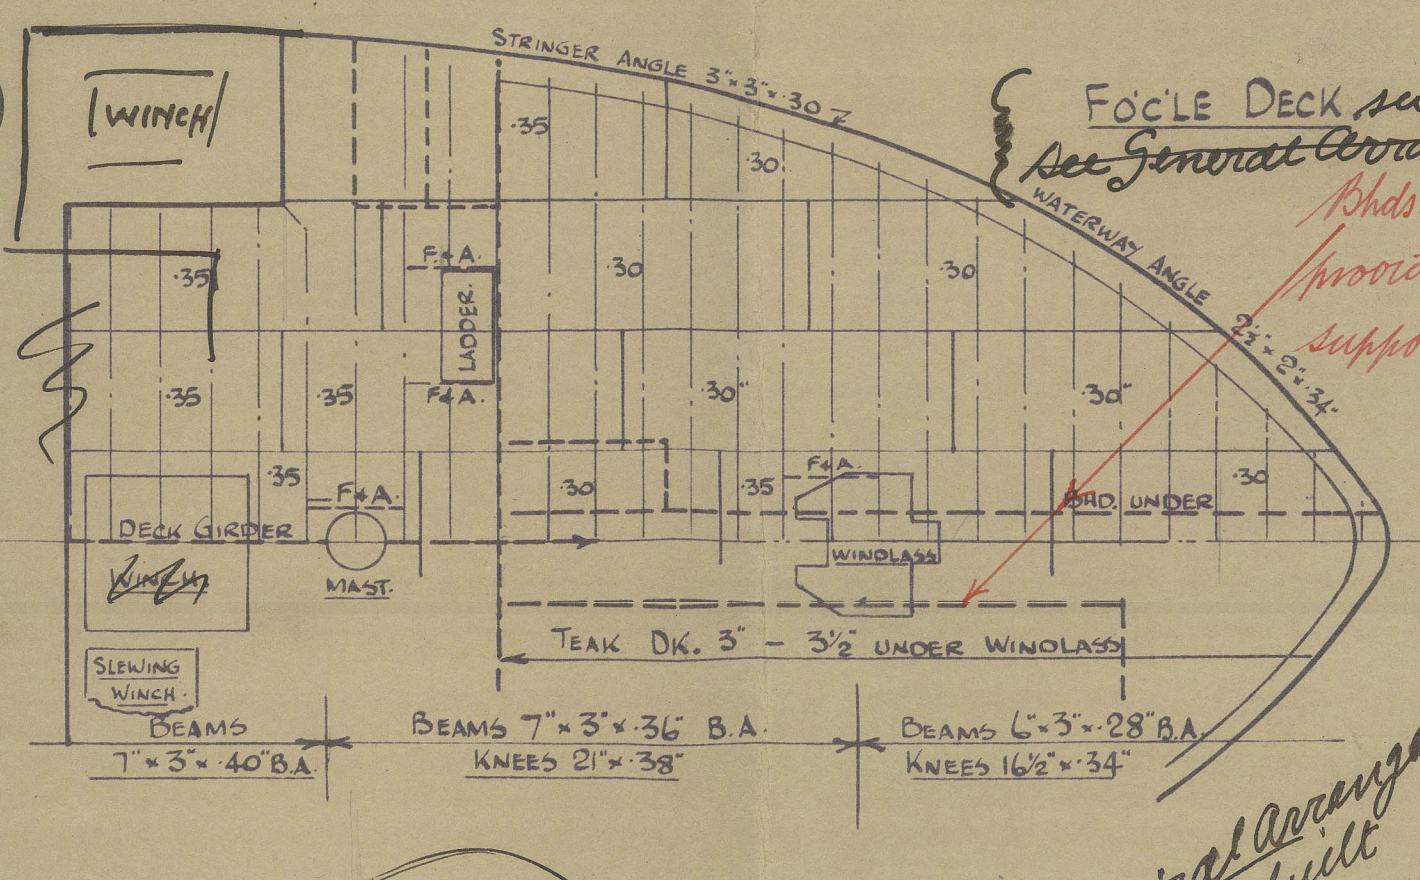 STRINGER ANGLE 3"×3"×·30
FO'C'LE DECK
see General
WINCH
·35
·30
Bhds
WATERWAY ANGLE 2½"×2"×·34"
F.&A.
·35
·30
·30
LADDER.
·35
·35
F&A.
·30"
·30"
F&A.
·35
F&A.
·30
·35
·30
BHD. UNDER
DECK GIRDER
WINCH
MAST.
WINDLASS
TEAK DK. 3" - 3½" UNDER WINDLASS
SLEWING
WINCH.
BEAMS
7"×3"×·40" B.A.
BEAMS 7"×3"×·36" B.A.
KNEES 21"×·38"
BEAMS 6"×3"×·28" B.A.
KNEES 16½"×·34"
built